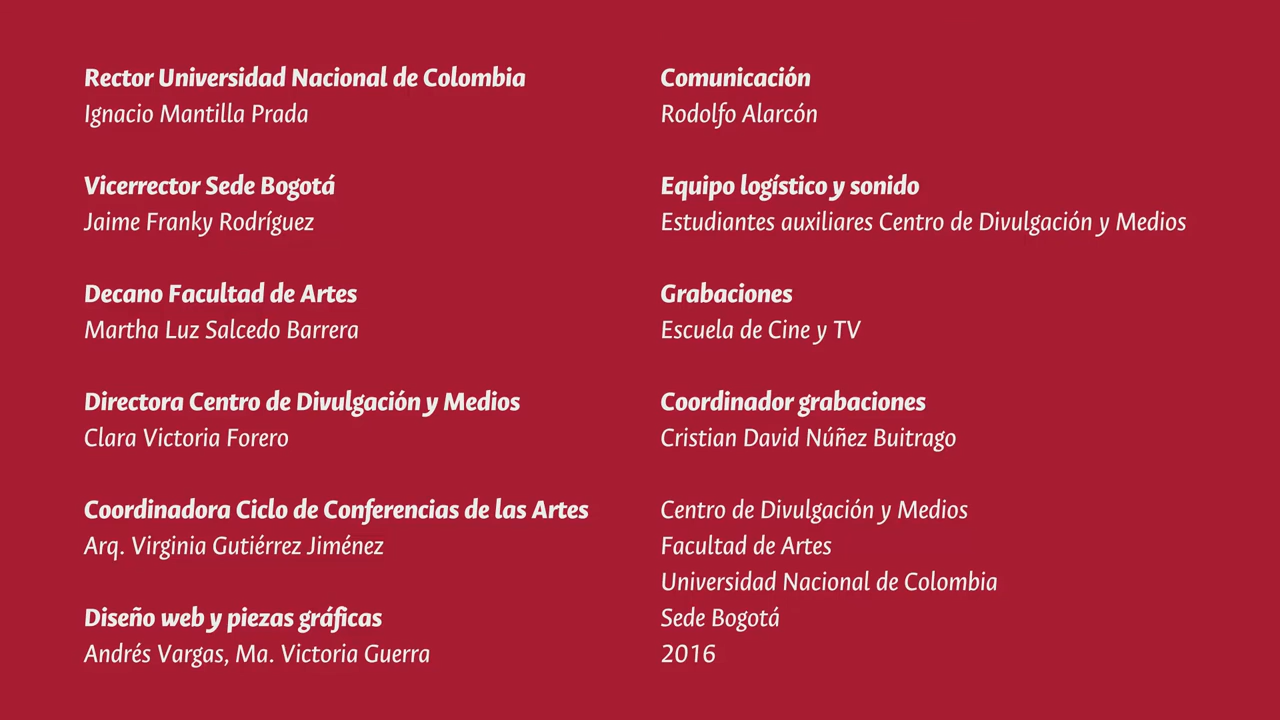 Rector Universidad Nacional de Colombia
Ignacio Mantilla Prada
Vicerrector Sede Bogotá
Jaime Franky Rodríguez
Decano Facultad de Artes
Martha Luz Salcedo Barrera
Directora Centro de Divulgación y Medios
Clara Victoria Forero
Coordinadora Ciclo de Conferencias de las Artes
Arq. Virginia Gutiérrez Jiménez
Diseño web y piezas gráficas
Andrés Vargas, Ma. Victoria Guerra
Comunicación
Rodolfo Alarcón
Equipo logístico y sonido
Estudiantes auxiliares Centro de Divulgación y Medios
Grabaciones
Escuela de Cine y TV
Coordinador grabaciones
Cristian David Núñez Buitrago
Centro de Divulgación y Medios
Facultad de Artes
Universidad Nacional de Colombia
Sede Bogotá
2016